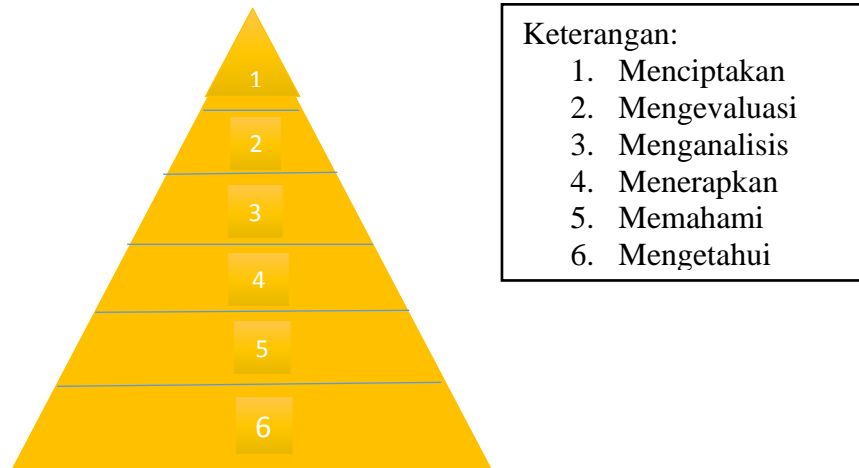 1
2
3
4
5
6
Keterangan:
1. Menciptakan
2. Mengevaluasi
3. Menganalisis
4. Menerapkan
5. Memahami
6. Mengetahui